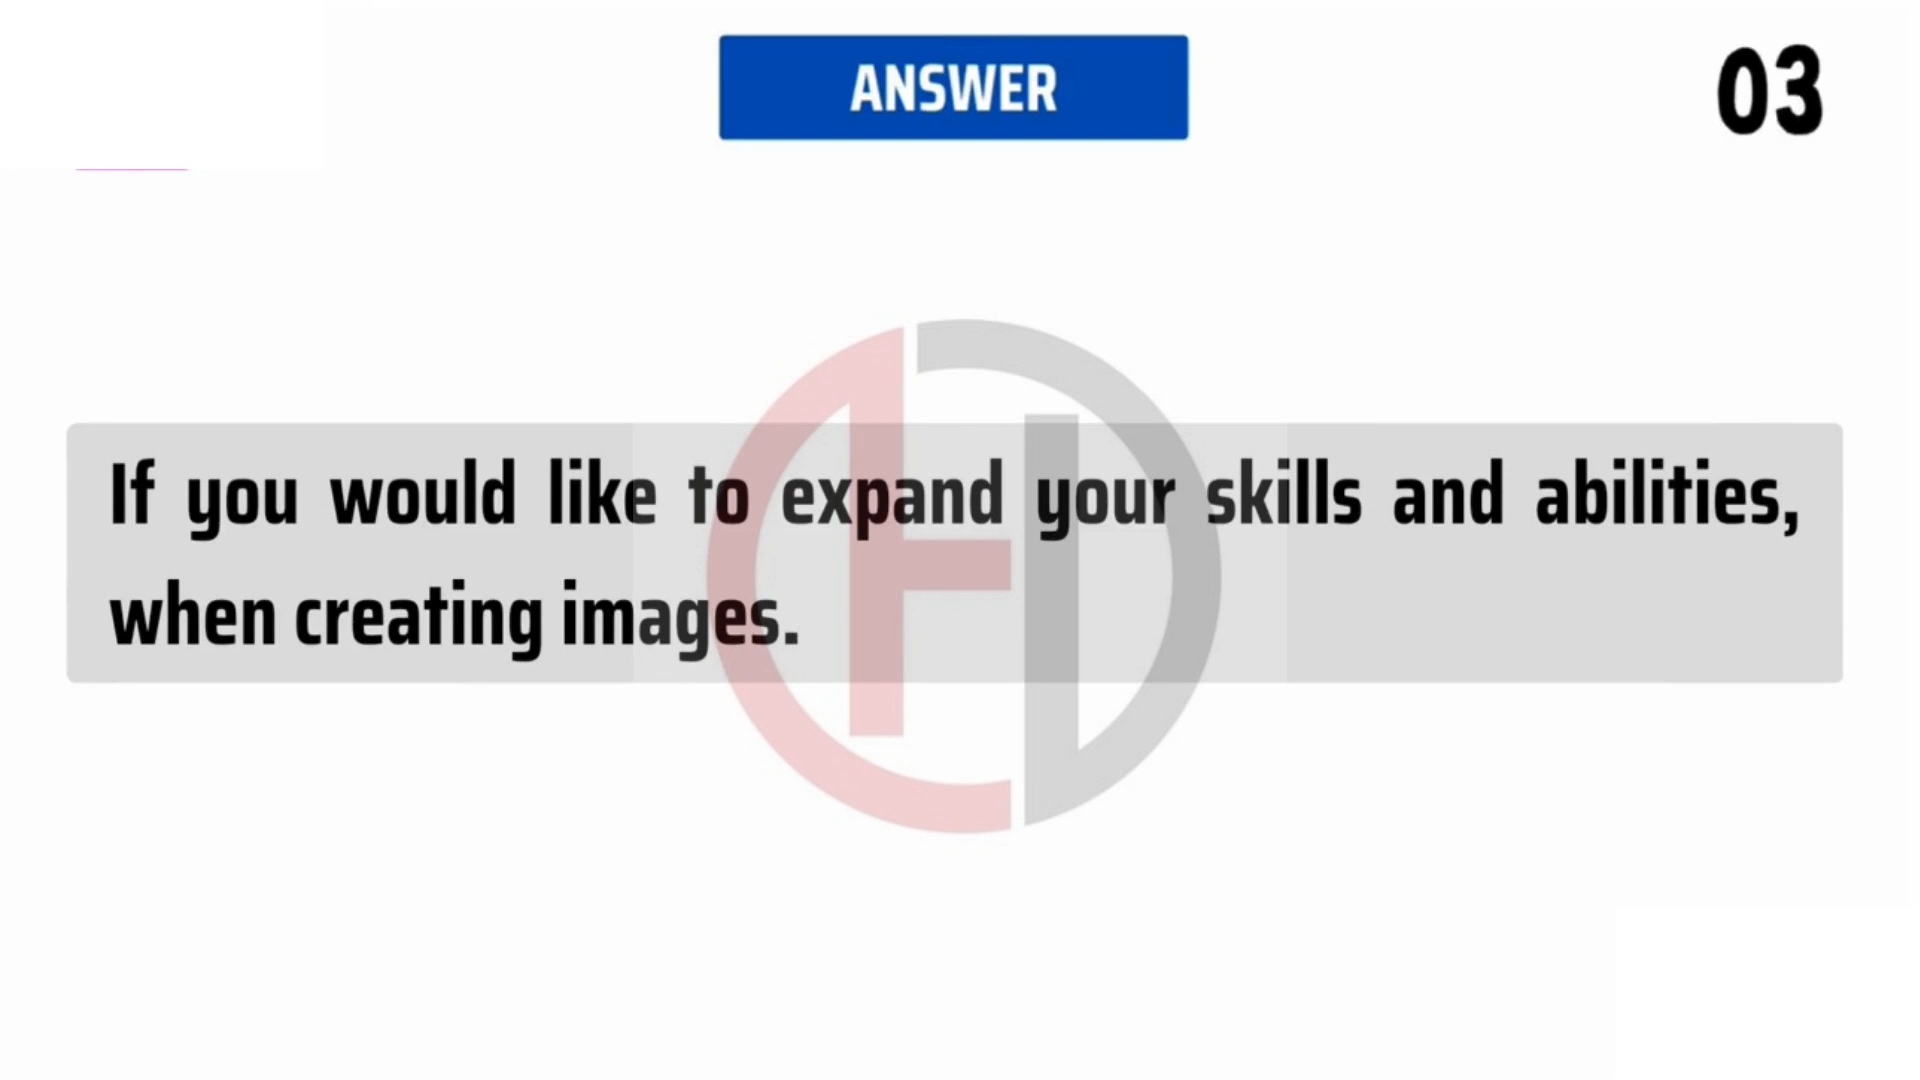 ANSWER
03
If you would like to expand your skills and abilities,
when creating images.